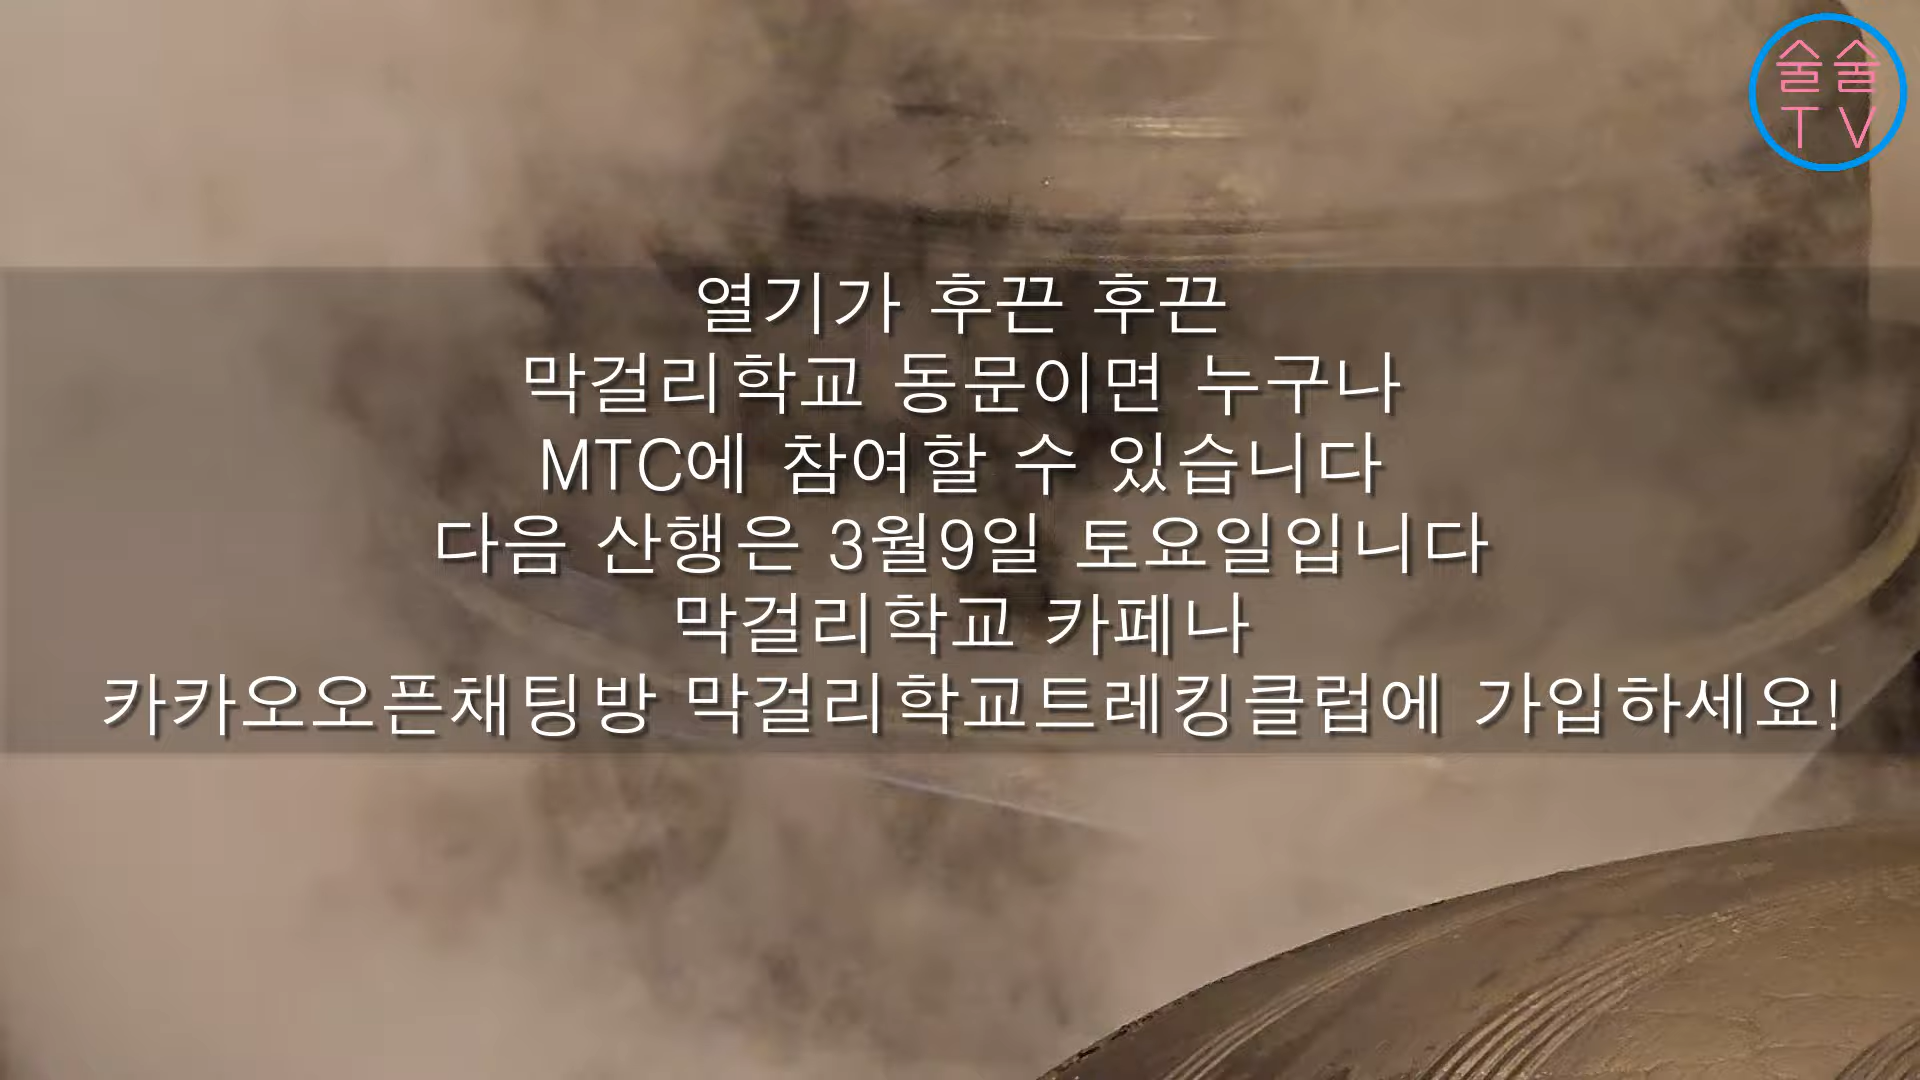 술술
TV
열기가 후끈 후끈
막걸리학교 동문이면 누구나
MTC에 참여할 수 있습니다
다음 산행은 3월9일 토요일입니다
막걸리학교 카페나
카카오오픈채팅방 막걸리학교트레킹클럽에 가입하세요!